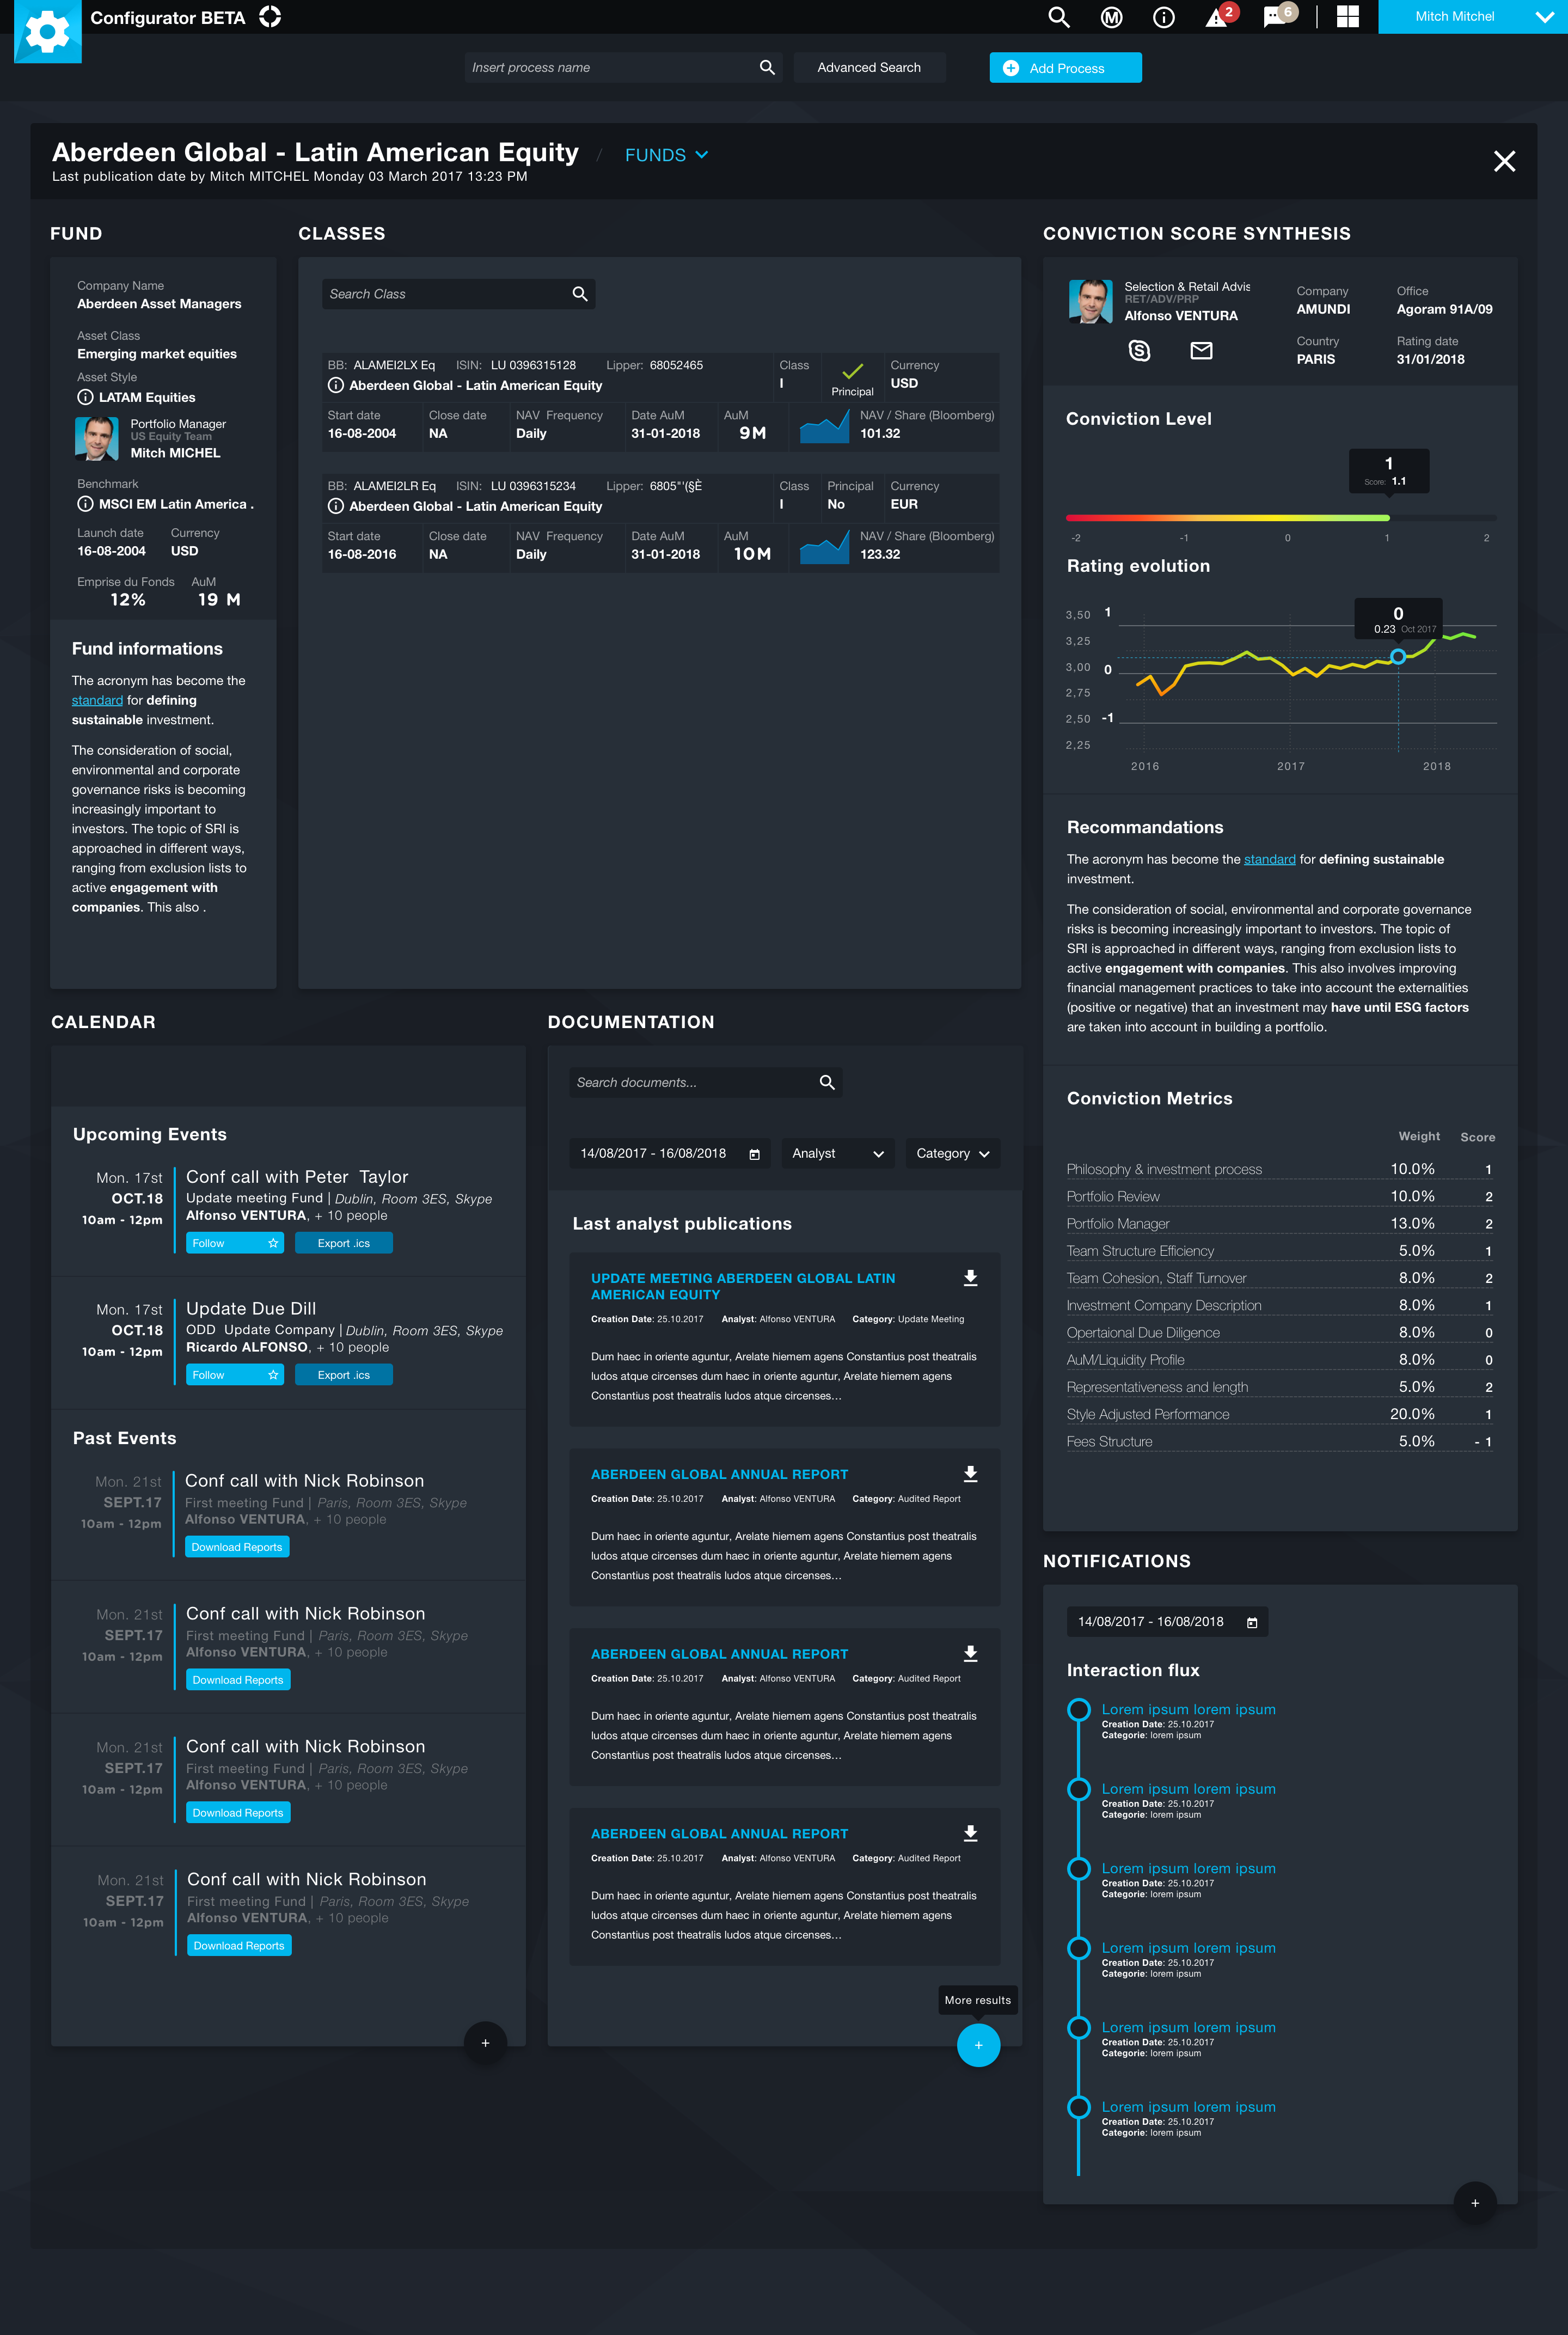 Configurator BETA
2
6
Mitch Mitchel
Insert process name
Advanced Search
Add Process
Aberdeen Global - Latin American Equity / FUNDS
Last publication date by Mitch MITCHEL Monday 03 March 2017 13:23 PM
FUND
Company Name
Aberdeen Asset Managers
Asset Class
Emerging market equities
Asset Style
LATAM Equities
Portfolio Manager
US Equity Team
Mitch MICHEL
Benchmark
MSCI EM Latin America .
Launch date Currency
16-08-2004 USD
Emprise du Fonds AuM
12% 19 M
Fund informations
The acronym has become the
standard for defining
sustainable investment.
The consideration of social,
environmental and corporate
governance risks is becoming
increasingly important to
investors. The topic of SRI is
approached in different ways,
ranging from exclusion lists to
active engagement with
companies. This also .
CLASSES
Search Class
BB: ALAMEI2LX Eq ISIN: LU 0396315128 Lipper: 68052465
Aberdeen Global - Latin American Equity
Class
I
Principal
Currency
USD
Start date Close date NAV Frequency Date AuM AuM NAV / Share (Bloomberg)
16-08-2004 NA Daily 31-01-2018 9M 101.32
BB: ALAMEI2LR Eq ISIN: LU 0396315234 Lipper: 6805"'(§È
Aberdeen Global - Latin American Equity
Class Principal Currency
I No EUR
Start date Close date NAV Frequency Date AuM AuM NAV / Share (Bloomberg)
16-08-2016 NA Daily 31-01-2018 10M 123.32
CONVICTION SCORE SYNTHESIS
Selection & Retail Advis
RET/ADV/PRP
Alfonso VENTURA
Company Office
AMUNDI Agoram 91A/09
Country Rating date
PARIS 31/01/2018
Conviction Level
1
Score: 1.1
-2 -1 0 1 2
Rating evolution
0
0.23 Oct 2017
3,50 1
3,25
3,00 0
2,75
2,50 -1
2,25
2016 2017 2018
Recommandations
The acronym has become the standard for defining sustainable
investment.
The consideration of social, environmental and corporate governance
risks is becoming increasingly important to investors. The topic of
SRI is approached in different ways, ranging from exclusion lists to
active engagement with companies. This also involves improving
financial management practices to take into account the externalities
(positive or negative) that an investment may have until ESG factors
are taken into account in building a portfolio.
Conviction Metrics
Weight Score
Philosophy & investment process 10.0% 1
Portfolio Review 10.0% 2
Portfolio Manager 13.0% 2
Team Structure Efficiency 5.0% 1
Team Cohesion, Staff Turnover 8.0% 2
Investment Company Description 8.0% 1
Opertaional Due Diligence 8.0% 0
AuM/Liquidity Profile 8.0% 0
Representativeness and length 5.0% 2
Style Adjusted Performance 20.0% 1
Fees Structure 5.0% - 1
CALENDAR
Upcoming Events
Mon. 17st Conf call with Peter Taylor
OCT.18 Update meeting Fund | Dublin, Room 3ES, Skype
10am - 12pm Alfonso VENTURA, + 10 people
Follow Export .ics
Mon. 17st Update Due Dill
OCT.18 ODD Update Company | Dublin, Room 3ES, Skype
10am - 12pm Ricardo ALFONSO, + 10 people
Follow Export .ics
Past Events
Mon. 21st Conf call with Nick Robinson
SEPT.17 First meeting Fund | Paris, Room 3ES, Skype
10am - 12pm Alfonso VENTURA, + 10 people
Download Reports
Mon. 21st Conf call with Nick Robinson
SEPT.17 First meeting Fund | Paris, Room 3ES, Skype
10am - 12pm Alfonso VENTURA, + 10 people
Download Reports
Mon. 21st Conf call with Nick Robinson
SEPT.17 First meeting Fund | Paris, Room 3ES, Skype
10am - 12pm Alfonso VENTURA, + 10 people
Download Reports
Mon. 21st Conf call with Nick Robinson
SEPT.17 First meeting Fund | Paris, Room 3ES, Skype
10am - 12pm Alfonso VENTURA, + 10 people
Download Reports
+
DOCUMENTATION
Search documents...
14/08/2017 - 16/08/2018 Analyst Category
Last analyst publications
UPDATE MEETING ABERDEEN GLOBAL LATIN
AMERICAN EQUITY
Creation Date: 25.10.2017 Analyst: Alfonso VENTURA Category: Update Meeting
Dum haec in oriente aguntur, Arelate hiemem agens Constantius post theatralis
ludos atque circenses dum haec in oriente aguntur, Arelate hiemem agens
Constantius post theatralis ludos atque circenses...
ABERDEEN GLOBAL ANNUAL REPORT
Creation Date: 25.10.2017 Analyst: Alfonso VENTURA Category: Audited Report
Dum haec in oriente aguntur, Arelate hiemem agens Constantius post theatralis
ludos atque circenses dum haec in oriente aguntur, Arelate hiemem agens
Constantius post theatralis ludos atque circenses...
ABERDEEN GLOBAL ANNUAL REPORT
Creation Date: 25.10.2017 Analyst: Alfonso VENTURA Category: Audited Report
Dum haec in oriente aguntur, Arelate hiemem agens Constantius post theatralis
ludos atque circenses dum haec in oriente aguntur, Arelate hiemem agens
Constantius post theatralis ludos atque circenses...
ABERDEEN GLOBAL ANNUAL REPORT
Creation Date: 25.10.2017 Analyst: Alfonso VENTURA Category: Audited Report
Dum haec in oriente aguntur, Arelate hiemem agens Constantius post theatralis
ludos atque circenses dum haec in oriente aguntur, Arelate hiemem agens
Constantius post theatralis ludos atque circenses...
More results
+
NOTIFICATIONS
14/08/2017 - 16/08/2018
Interaction flux
Lorem ipsum lorem ipsum
Creation Date: 25.10.2017
Categorie: lorem ipsum
Lorem ipsum lorem ipsum
Creation Date: 25.10.2017
Categorie: lorem ipsum
Lorem ipsum lorem ipsum
Creation Date: 25.10.2017
Categorie: lorem ipsum
Lorem ipsum lorem ipsum
Creation Date: 25.10.2017
Categorie: lorem ipsum
Lorem ipsum lorem ipsum
Creation Date: 25.10.2017
Categorie: lorem ipsum
Lorem ipsum lorem ipsum
Creation Date: 25.10.2017
Categorie: lorem ipsum
+